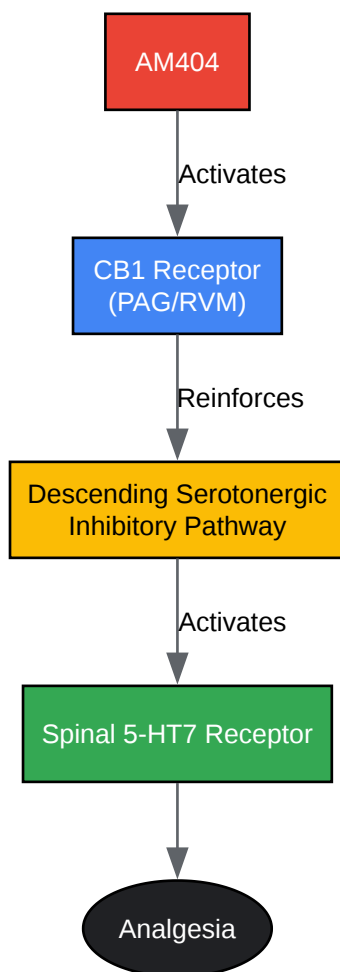 AM404
Activates
CB1 Receptor
(PAG/RVM)
Reinforces
Descending Serotonergic
Inhibitory Pathway
Activates
Spinal 5-HT7 Receptor
Analgesia